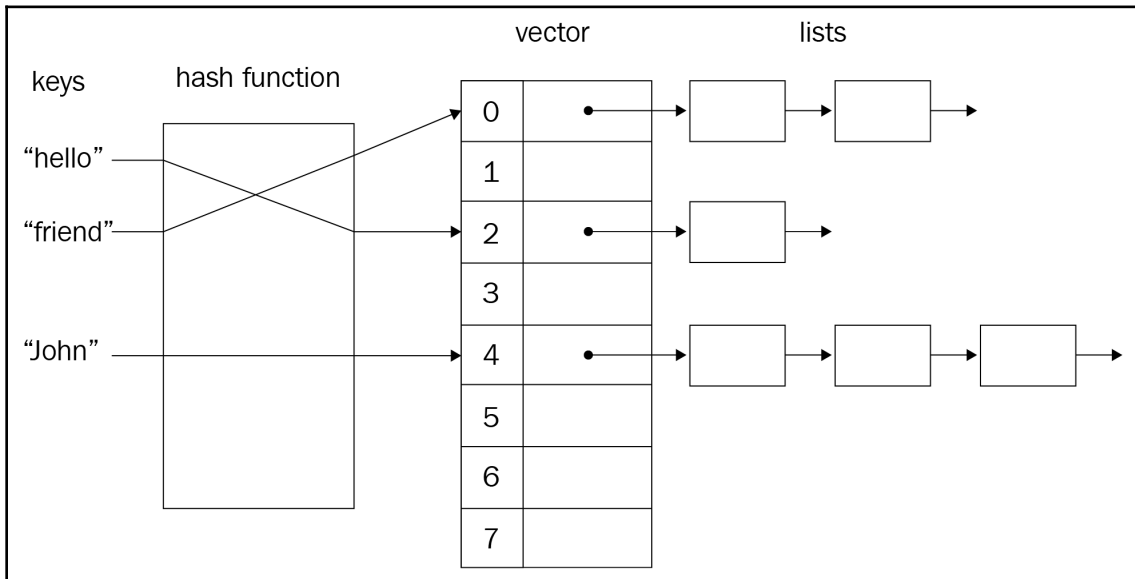 vector
lists
keys
hash function
“hello”
“friend”
“John”
0
1
2
3
4
5
6
7